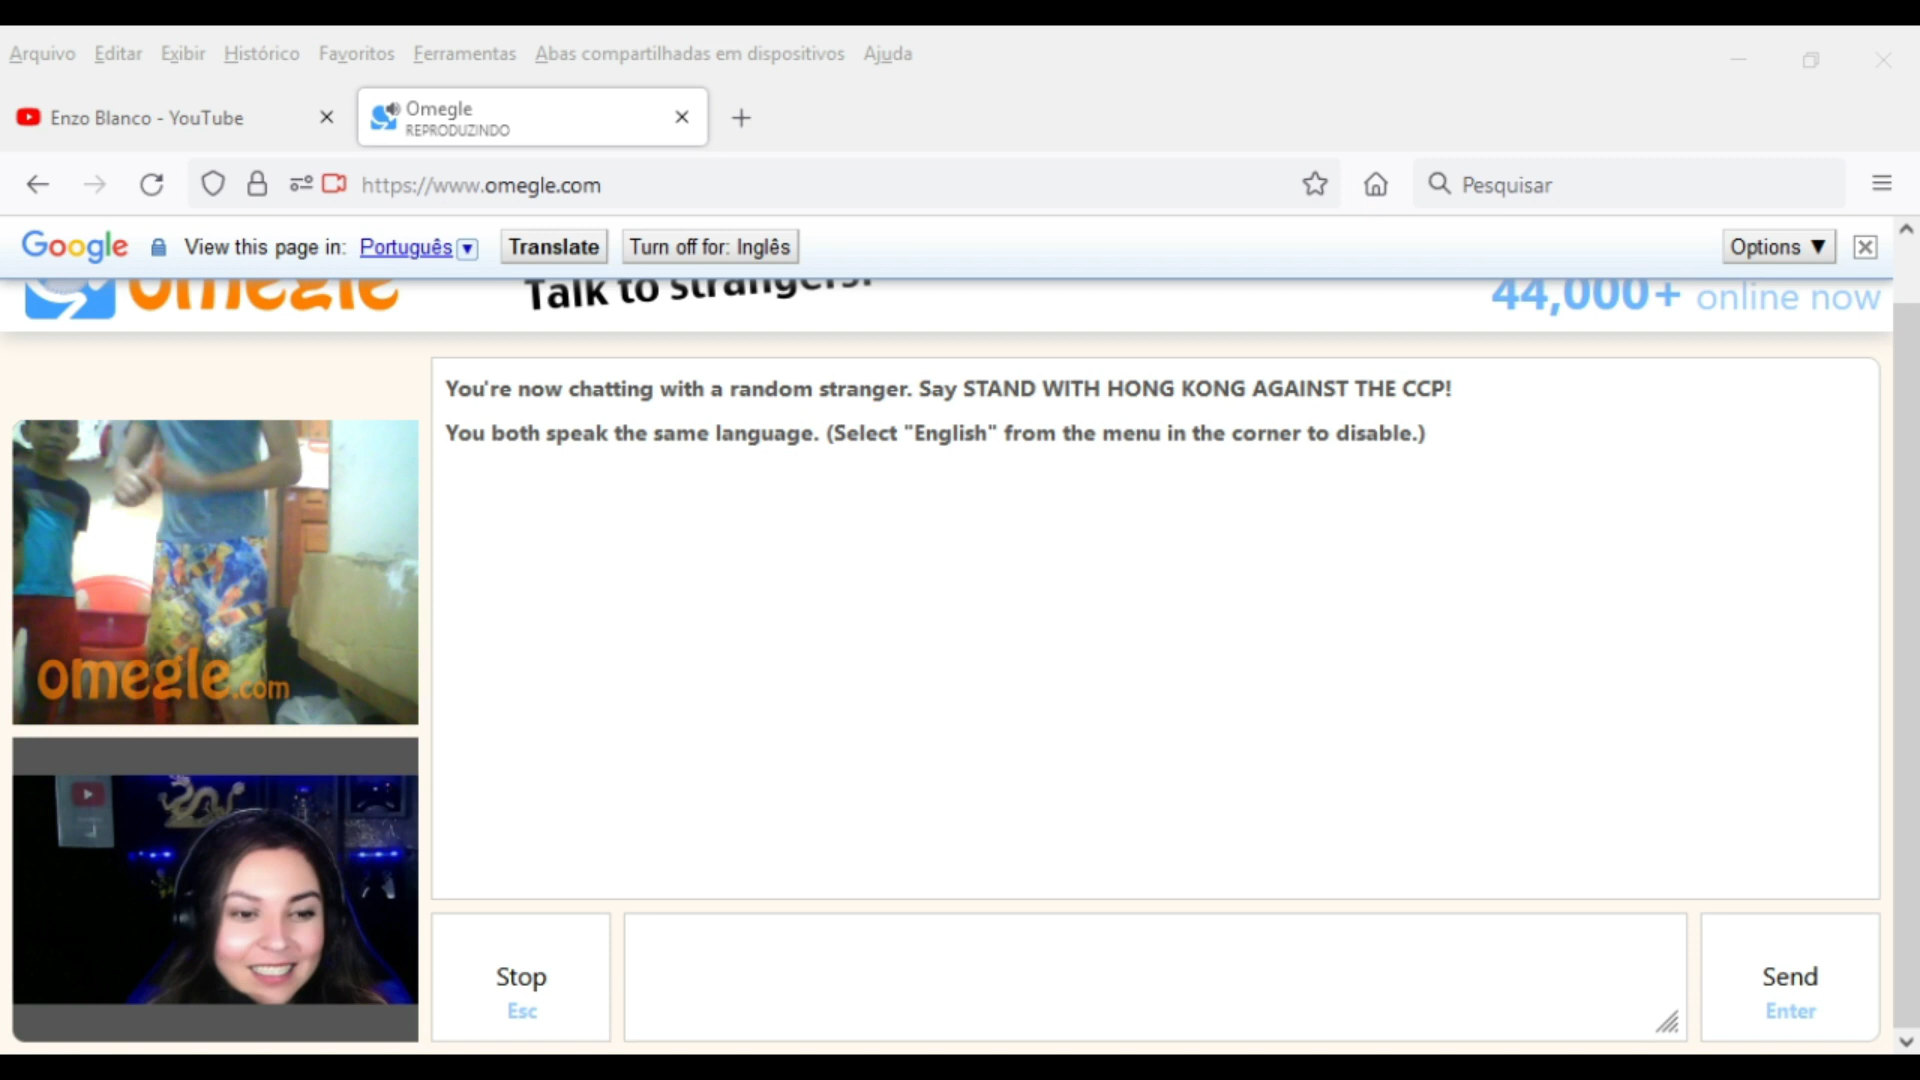 Arquivo Editar Exibir Histórico Favoritos Ferramentas Abas compartilhadas em dispositivos Ajuda
Enzo Blanco - YouTube
Omegle
REPRODUZINDO
https://www.omegle.com
Pesquisar
Google View this page in: Português Translate Turn off for: Inglês Options
omegle Talk to strangers! 44,000+ online now
You're now chatting with a random stranger. Say STAND WITH HONG KONG AGAINST THE CCP!
You both speak the same language. (Select "English" from the menu in the corner to disable.)
omegle.com
Stop
Esc
Send
Enter